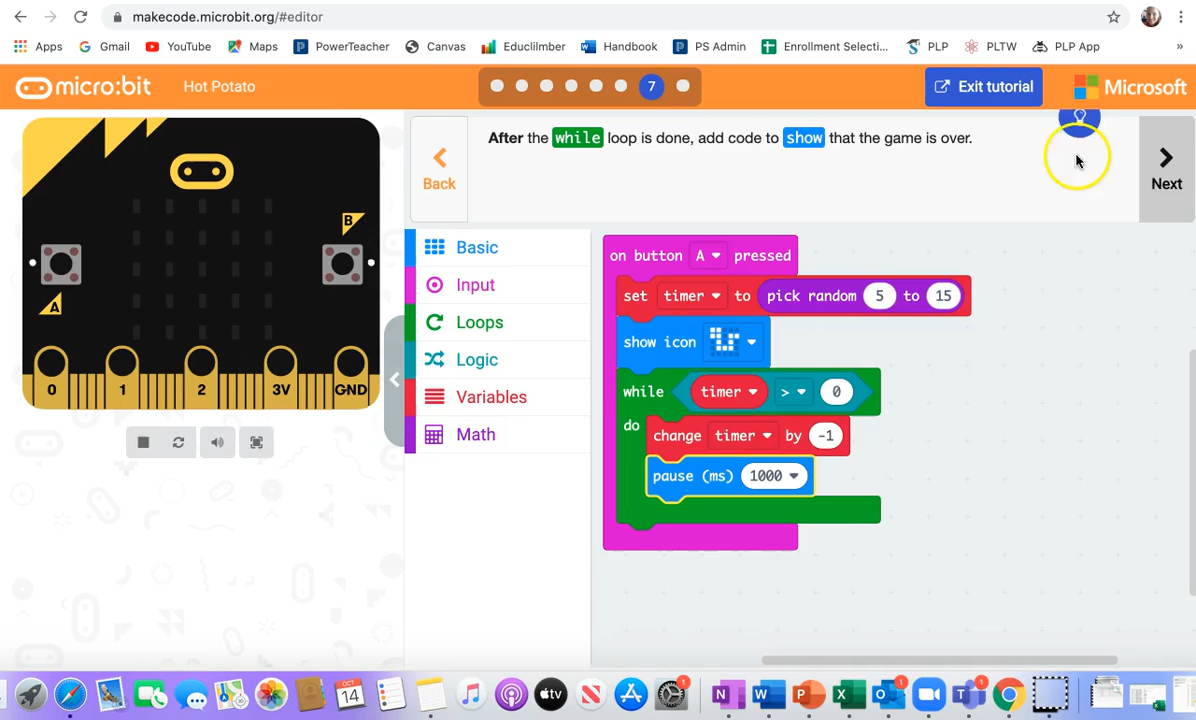 makecode.microbit.org/#editor
Apps Gmail YouTube Maps PowerTeacher Canvas Educlimber Handbook PS Admin Enrollment Selecti... PLP PLTW PLP App »
micro:bit Hot Potato 7 Exit tutorial Microsoft
Back
After the while loop is done, add code to show that the game is over.
Next
B
A
0 1 2 3V GND
Basic
Input
Loops
Logic
Variables
Math
on button A pressed
set timer to pick random 5 to 15
show icon
while timer > 0
do
change timer by -1
pause (ms) 1000
OCT
14
tv
1
N W P X 1 T 1